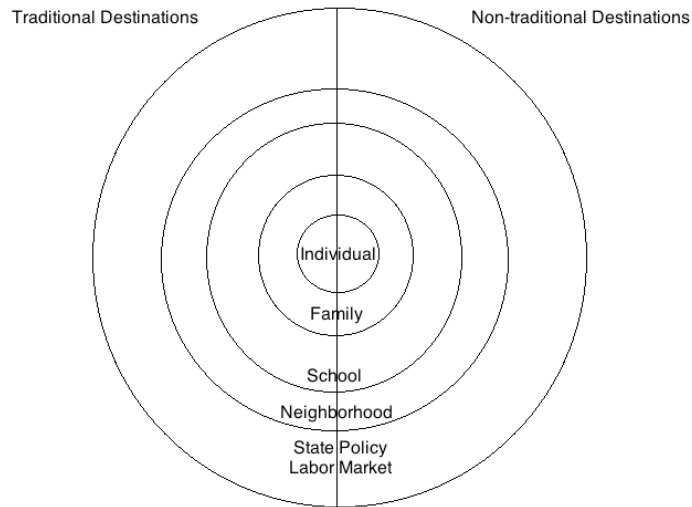 Traditional Destinations
Non-traditional Destinations
Individual
Family
School
Neighborhood
State Policy
Labor Market